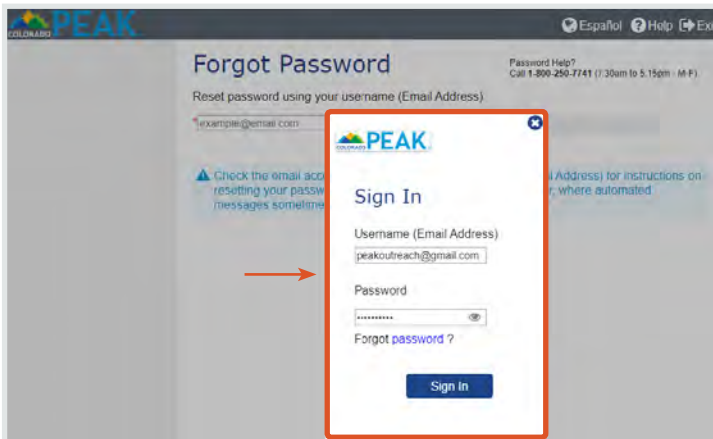 COLORADO PEAK
Español Help Exi
Forgot Password
Password Help?
Call 1-800-250-7741 (7:30am to 5:15pm - M-F)
Reset password using your username (Email Address)
*example@email.com
Check the email acc
l Address) for instructions on
resetting your passw
r, where automated
messages sometime
COLORADO PEAK
Sign In
Username (Email Address)
peakoutreach@gmail.com
Password
••••••••••
Forgot password ?
Sign In